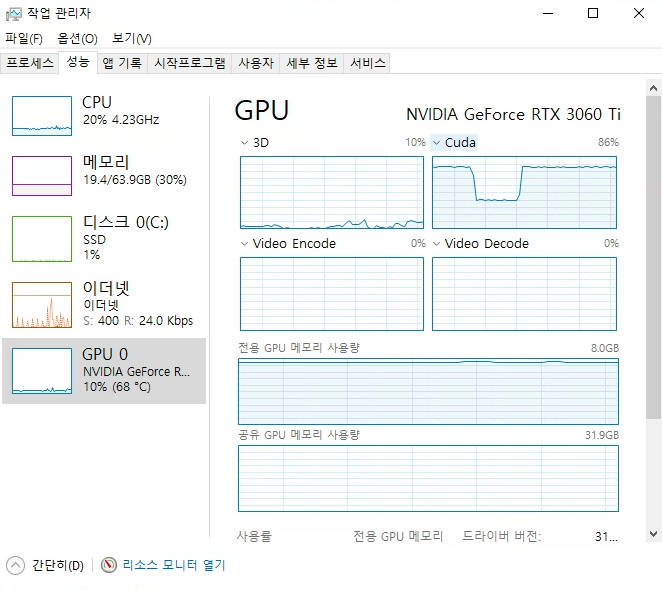 작업 관리자
파일(F) 옵션(O) 보기(V)
프로세스 성능 앱 기록 시작프로그램 사용자 세부 정보 서비스
CPU
20% 4.23GHz
메모리
19.4/63.9GB (30%)
디스크 0(C:)
SSD
1%
이더넷
이더넷
S: 400 R: 24.0 Kbps
GPU 0
NVIDIA GeForce R...
10% (68 °C)
GPU NVIDIA GeForce RTX 3060 Ti
3D 10% Cuda 86%
Video Encode 0% Video Decode 0%
전용 GPU 메모리 사용량 8.0GB
공유 GPU 메모리 사용량 31.9GB
사용률 전용 GPU 메모리 드라이버 버전: 31...
간단히(D) 리소스 모니터 열기